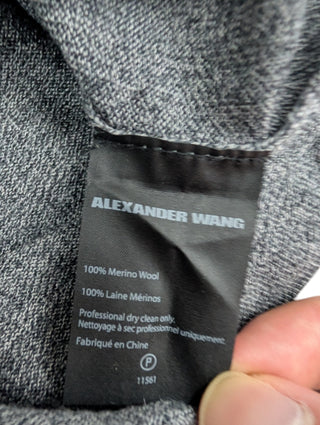 ALEXANDER WANG
100% Merino Wool
100% Laine Mérinos
Professional dry clean only.
Nettoyage à sec professionnel uniquement.
Fabriqué en Chine
P
11561